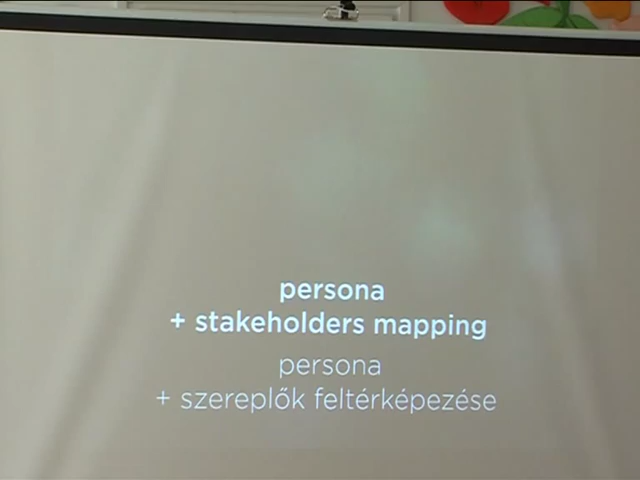 persona
+ stakeholders mapping
persona
+ szereplők feltérképezése